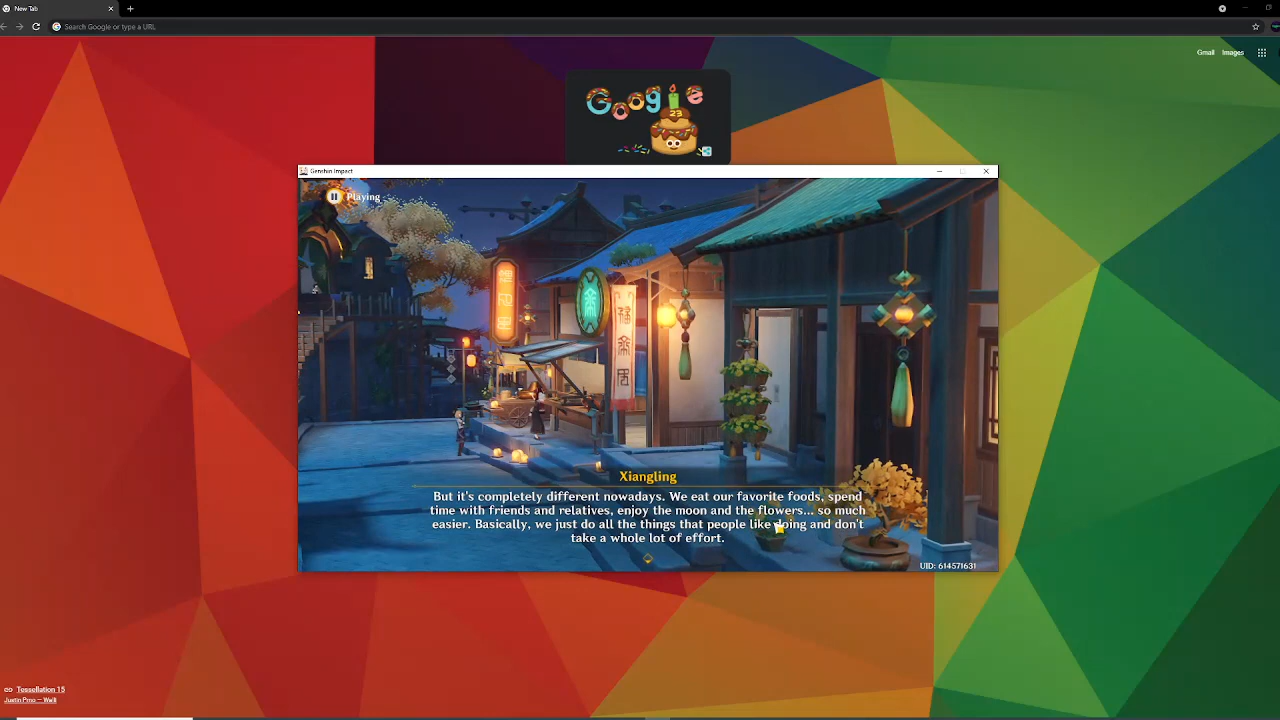 New Tab
Search Google or type a URL
Gmail Images
Google
23
Genshin Impact
Playing
Xiangling
But it's completely different nowadays. We eat our favorite foods, spend
time with friends and relatives, enjoy the moon and the flowers... so much
easier. Basically, we just do all the things that people like doing and don't
take a whole lot of effort.
UID: 614571631
Tessellation 15